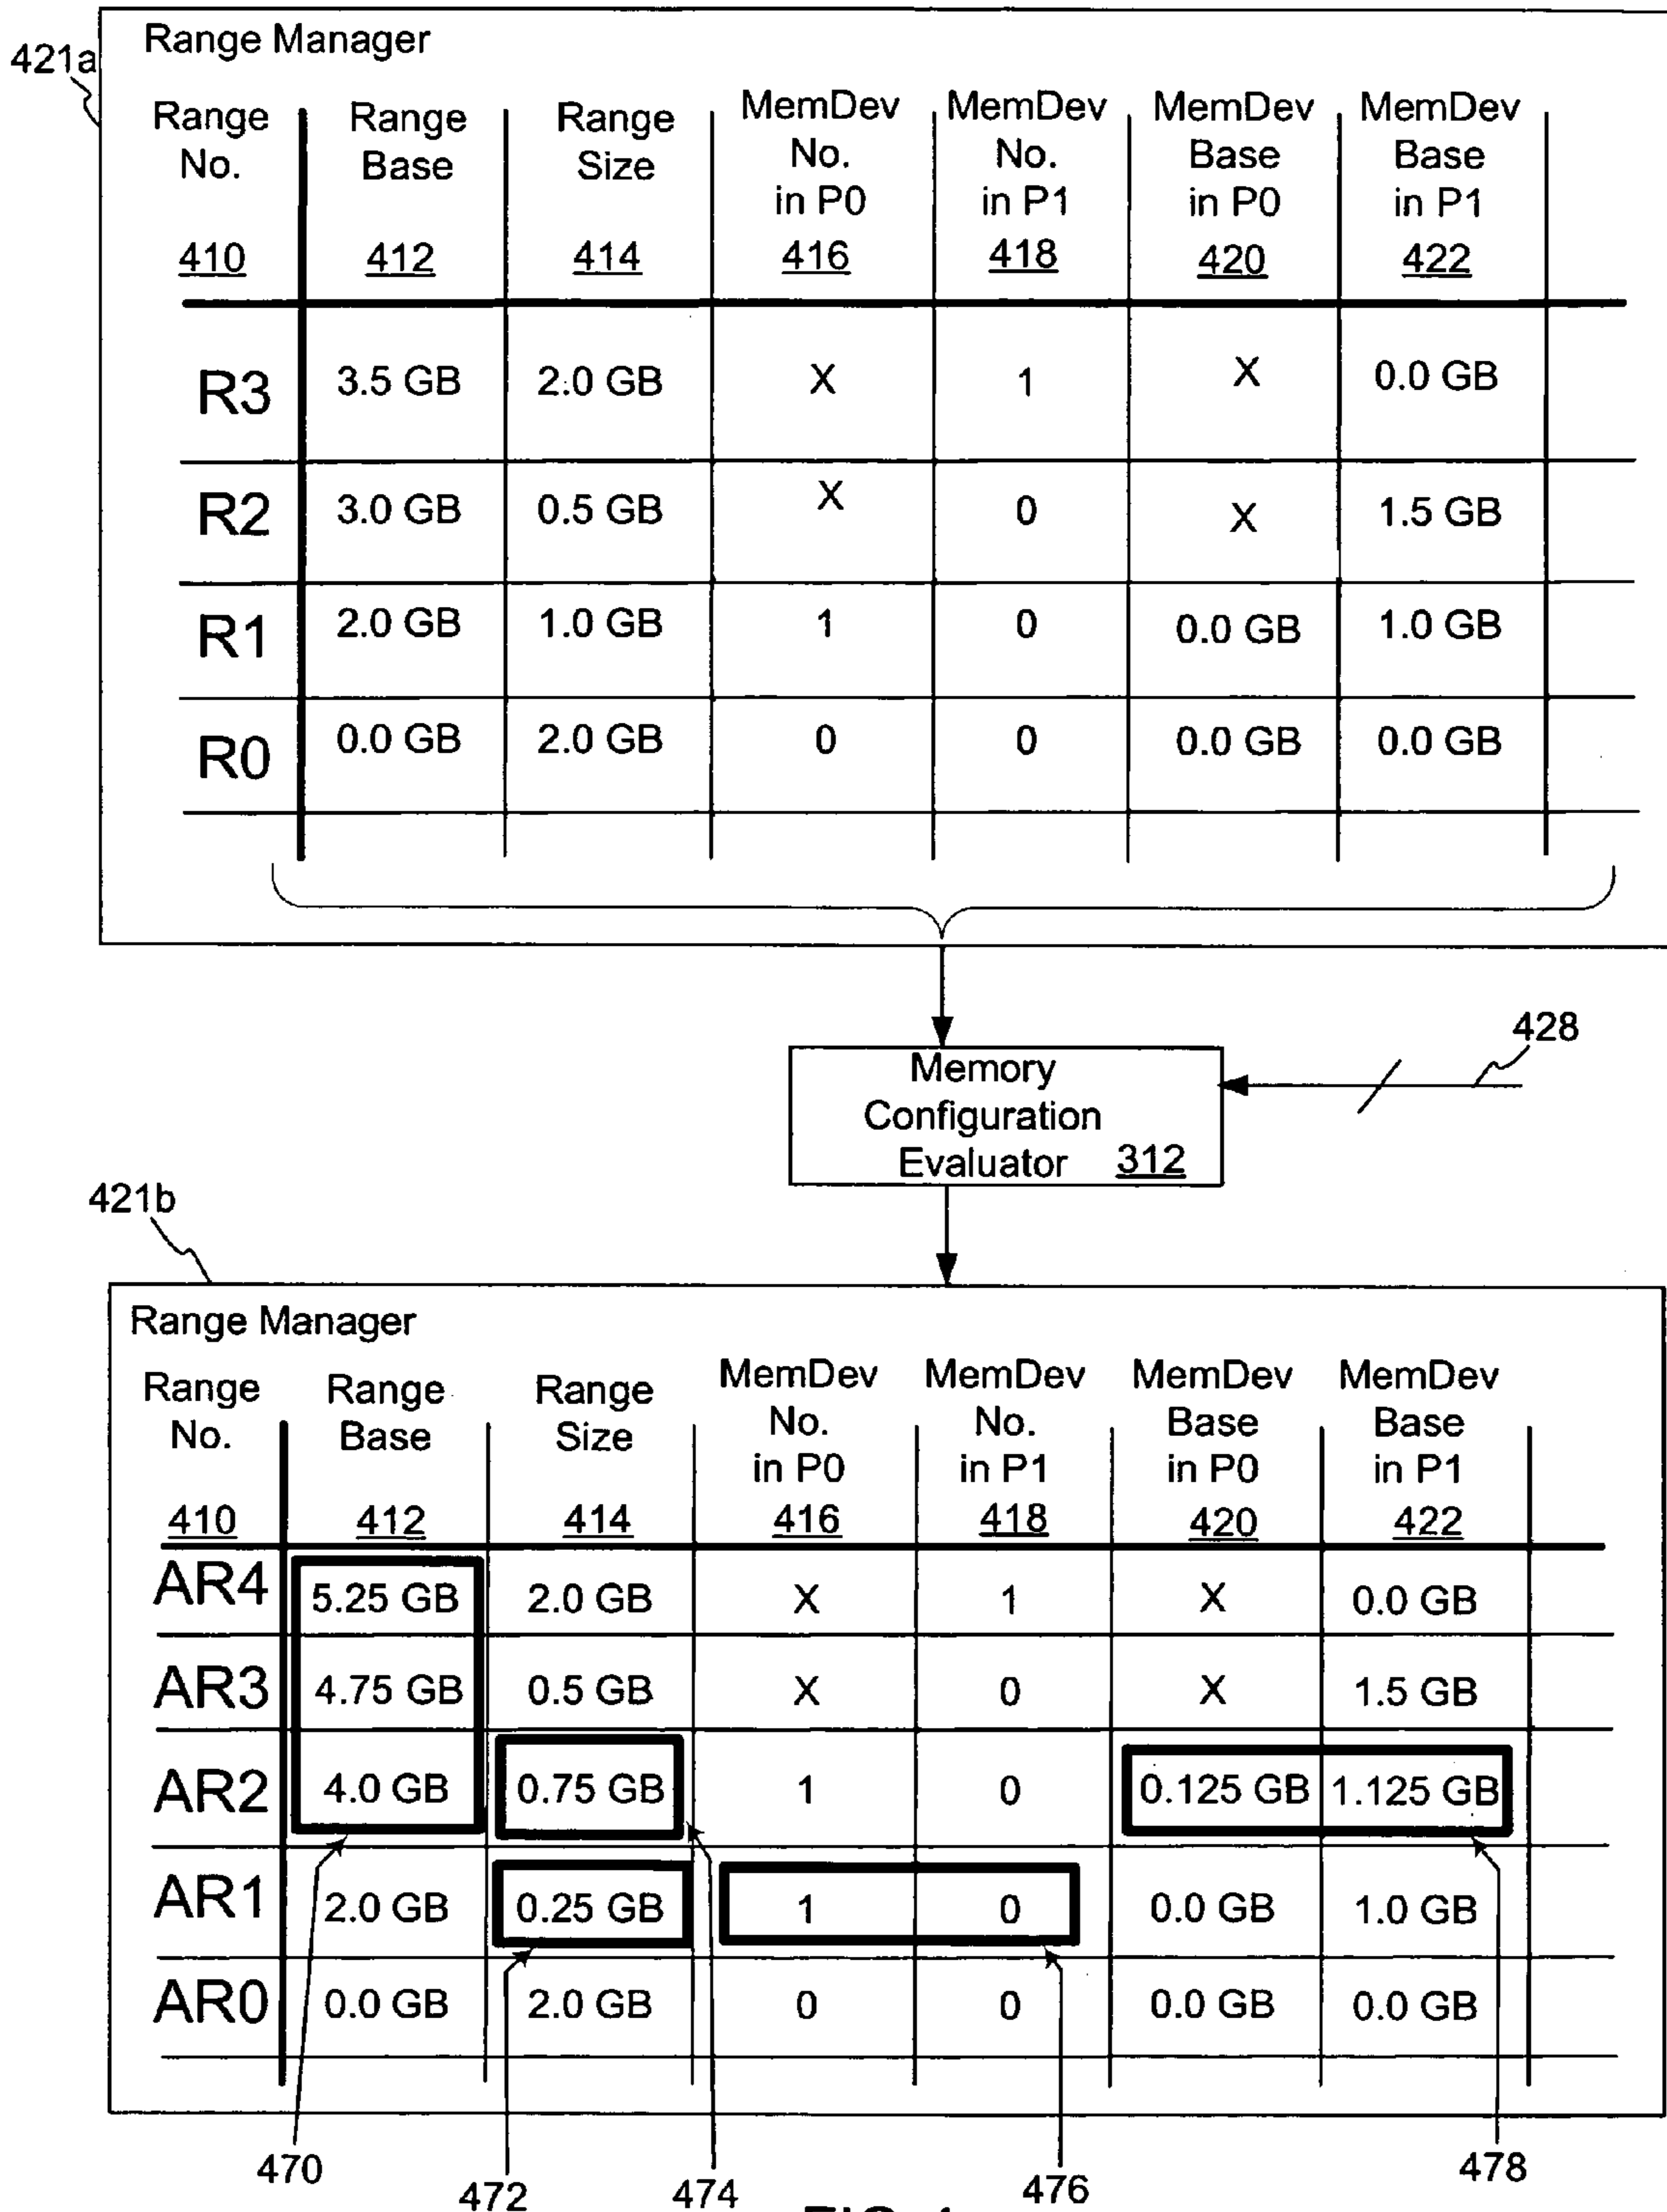 421a
Range Manager
Range No. 410
Range Base 412
Range Size 414
MemDev No. in P0 416
MemDev No. in P1 418
MemDev Base in P0 420
MemDev Base in P1 422
R3 3.5 GB 2.0 GB X 1 X 0.0 GB
R2 3.0 GB 0.5 GB X 0 X 1.5 GB
R1 2.0 GB 1.0 GB 1 0 0.0 GB 1.0 GB
R0 0.0 GB 2.0 GB 0 0 0.0 GB 0.0 GB
428
Memory
Configuration
Evaluator 312
421b
Range Manager
Range No. 410
Range Base 412
Range Size 414
MemDev No. in P0 416
MemDev No. in P1 418
MemDev Base in P0 420
MemDev Base in P1 422
AR4 5.25 GB 2.0 GB X 1 X 0.0 GB
AR3 4.75 GB 0.5 GB X 0 X 1.5 GB
AR2 4.0 GB 0.75 GB 1 0 0.125 GB 1.125 GB
AR1 2.0 GB 0.25 GB 1 0 0.0 GB 1.0 GB
AR0 0.0 GB 2.0 GB 0 0 0.0 GB 0.0 GB
470
472
474
476
478